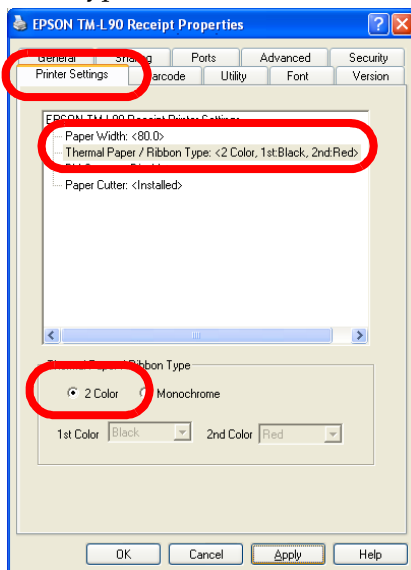 EPSON TM-L90 Receipt Properties
General Sharing Ports Advanced Security
Printer Settings Barcode Utility Font Version
EPSON TM-L90 Receipt Printer Settings
Paper Width: <80.0>
Thermal Paper / Ribbon Type: <2 Color, 1st:Black, 2nd:Red>
Paper Cutter: <Installed>
Thermal Paper / Ribbon Type
2 Color Monochrome
1st Color Black 2nd Color Red
OK Cancel Apply Help